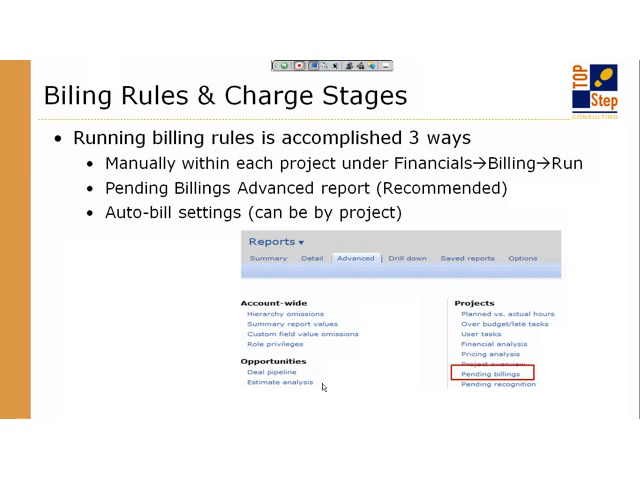 Biling Rules & Charge Stages
TOP
Step
CONSULTING
• Running billing rules is accomplished 3 ways
• Manually within each project under Financials→Billing→Run
• Pending Billings Advanced report (Recommended)
• Auto-bill settings (can be by project)
Reports ▾
Summary Detail Advanced Drill down Saved reports Options
Account-wide
Hierarchy omissions
Summary report values
Custom field value omissions
Role privileges
Opportunities
Deal pipeline
Estimate analysis
Projects
Planned vs. actual hours
Over budget/late tasks
User tasks
Financial analysis
Pricing analysis
Project overview
Pending billings
Pending recognition